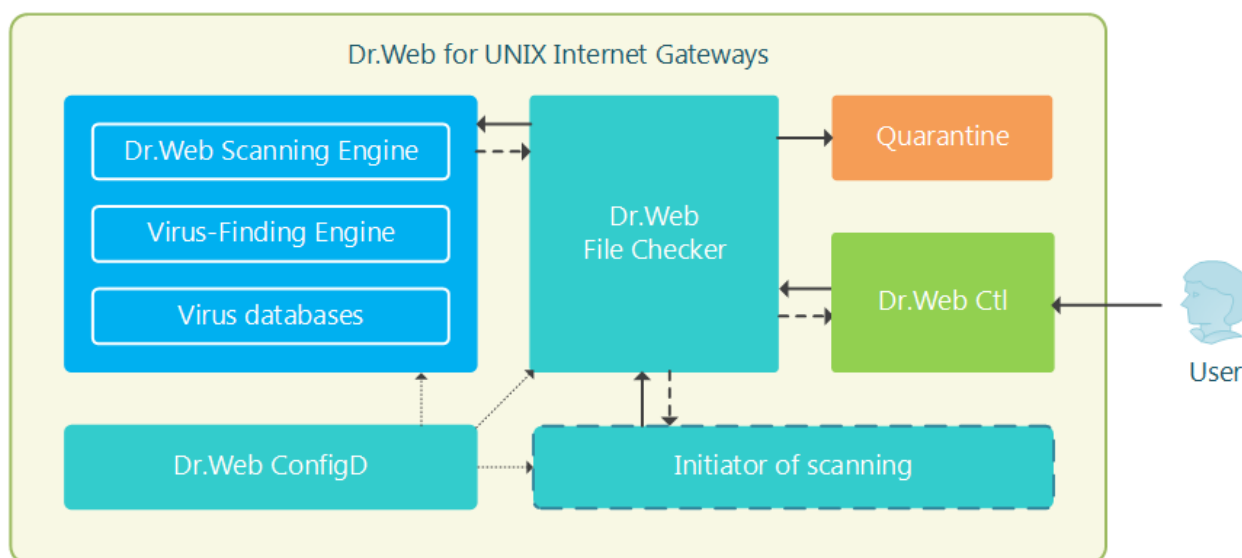 Dr.Web for UNIX Internet Gateways
Dr.Web Scanning Engine
Virus-Finding Engine
Virus databases
Dr.Web
File Checker
Quarantine
Dr.Web Ctl
User
Dr.Web ConfigD
Initiator of scanning